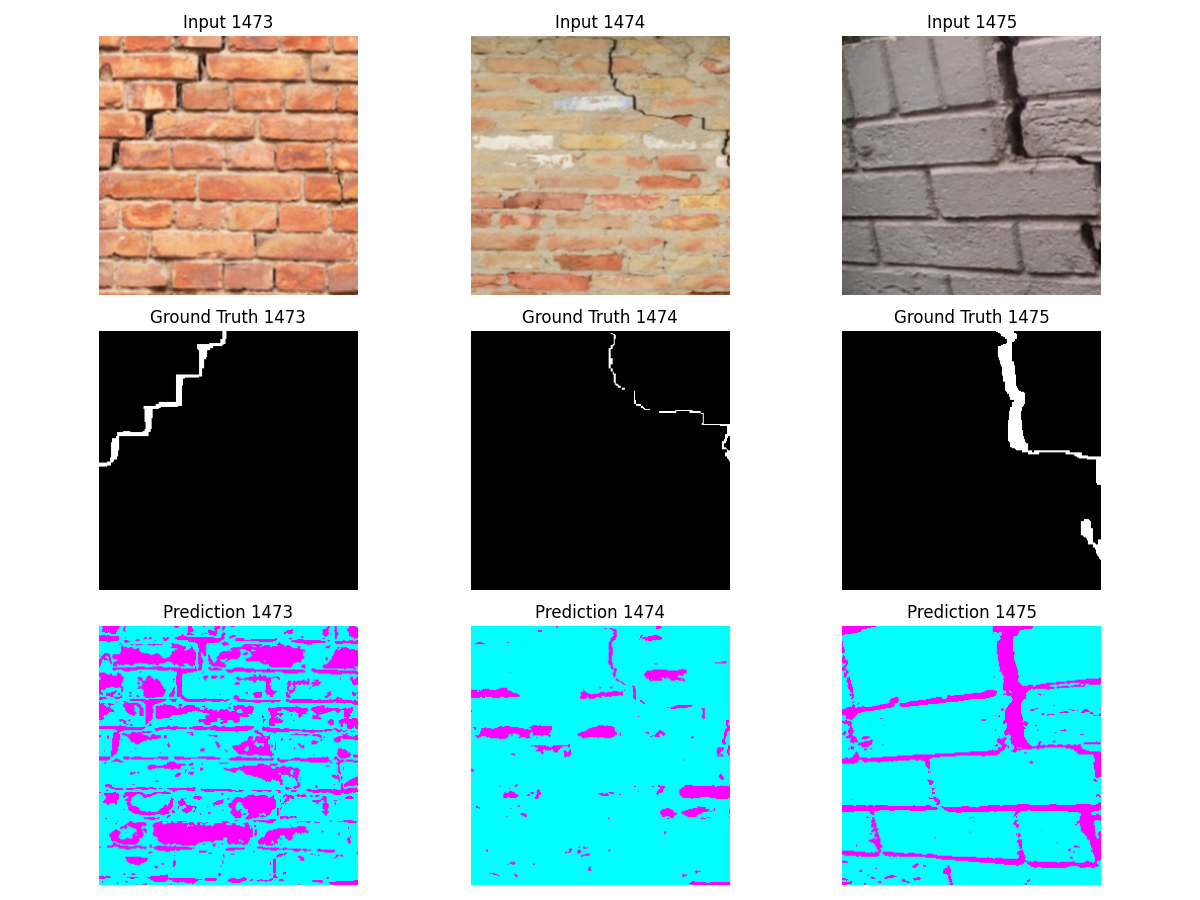 Input 1473
Input 1474
Input 1475
Ground Truth 1473
Ground Truth 1474
Ground Truth 1475
Prediction 1473
Prediction 1474
Prediction 1475